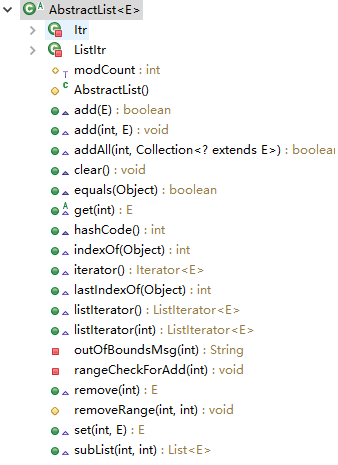 AbstractList<E>
Itr
ListItr
modCount : int
AbstractList()
add(E) : boolean
add(int, E) : void
addAll(int, Collection<? extends E>) : boolean
clear() : void
equals(Object) : boolean
get(int) : E
hashCode() : int
indexOf(Object) : int
iterator() : Iterator<E>
lastIndexOf(Object) : int
listIterator() : ListIterator<E>
listIterator(int) : ListIterator<E>
outOfBoundsMsg(int) : String
rangeCheckForAdd(int) : void
remove(int) : E
removeRange(int, int) : void
set(int, E) : E
subList(int, int) : List<E>